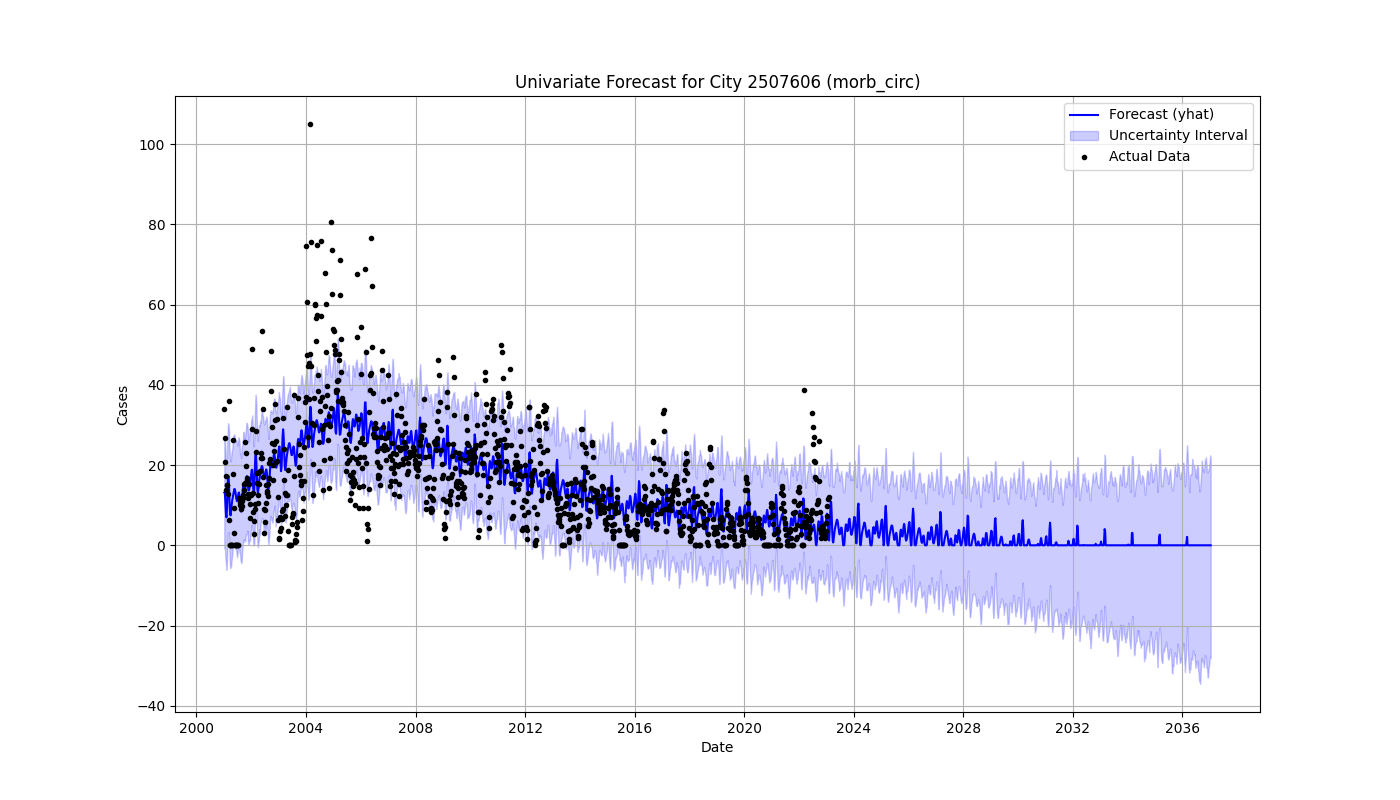 Univariate Forecast for City 2507606 (morb_circ)
Forecast (yhat)
Uncertainty Interval
Actual Data
Cases
100
80
60
40
20
0
−20
−40
2000 2004 2008 2012 2016 2020 2024 2028 2032 2036
Date